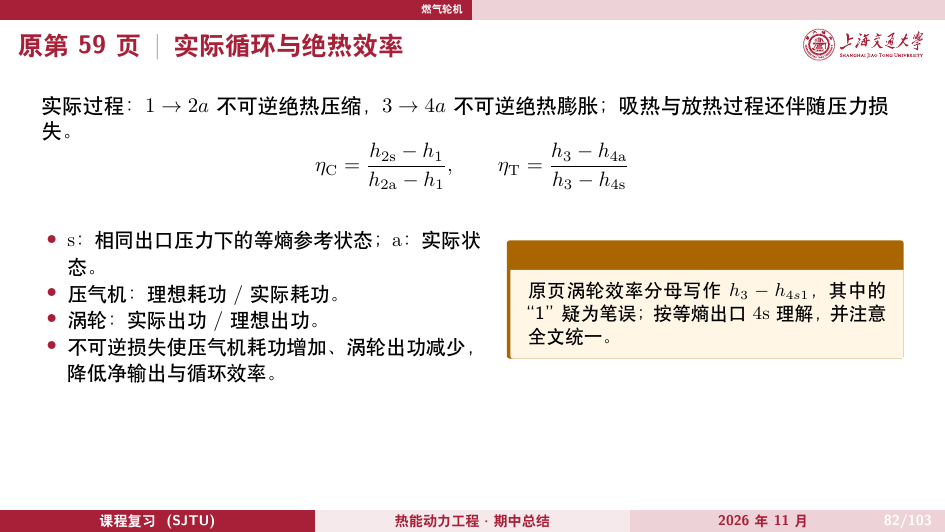 燃气轮机
原第 59 页 | 实际循环与绝热效率
上海交通大学
SHANGHAI JIAO TONG UNIVERSITY
实际过程：1 → 2a 不可逆绝热压缩，3 → 4a 不可逆绝热膨胀；吸热与放热过程还伴随压力损
失。
η_C = (h_2s − h_1) / (h_2a − h_1), η_T = (h_3 − h_4a) / (h_3 − h_4s)
• s：相同出口压力下的等熵参考状态；a：实际状
态。
• 压气机：理想耗功 / 实际耗功。
• 涡轮：实际出功 / 理想出功。
• 不可逆损失使压气机耗功增加、涡轮出功减少，
降低净输出与循环效率。
原页涡轮效率分母写作 h_3 − h_4s1，其中的
“1” 疑为笔误；按等熵出口 4s 理解，并注意
全文统一。
课程复习 (SJTU)
热能动力工程 · 期中总结
2026 年 11 月
82/103